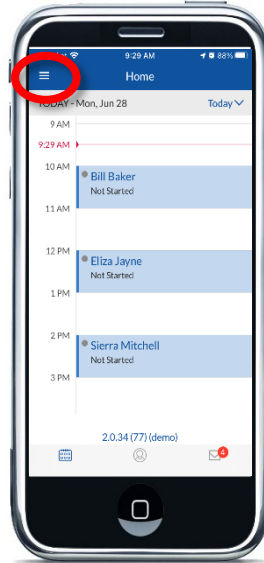 9:29 AM 88%
Home
TODAY - Mon, Jun 28 Today
9 AM
9:29 AM
10 AM
Bill Baker
Not Started
11 AM
12 PM
Eliza Jayne
Not Started
1 PM
2 PM
Sierra Mitchell
Not Started
3 PM
2.0.34 (77) (demo)
4